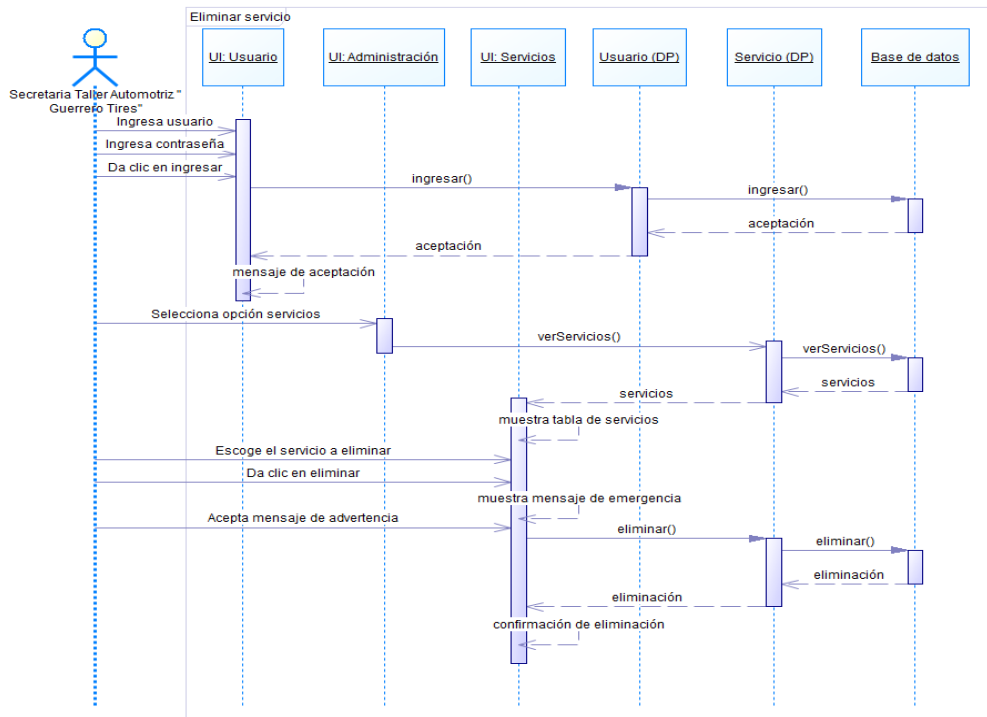 Eliminar servicio
UI: Usuario
UI: Administración
UI: Servicios
Usuario (DP)
Servicio (DP)
Base de datos
Secretaria Taller Automotriz "
Guerrero Tires"
Ingresa usuario
Ingresa contraseña
Da clic en ingresar
ingresar()
ingresar()
aceptación
aceptación
mensaje de aceptación
Selecciona opción servicios
verServicios()
verServicios()
servicios
servicios
muestra tabla de servicios
Escoge el servicio a eliminar
Da clic en eliminar
muestra mensaje de emergencia
Acepta mensaje de advertencia
eliminar()
eliminar()
eliminación
eliminación
confirmación de eliminación